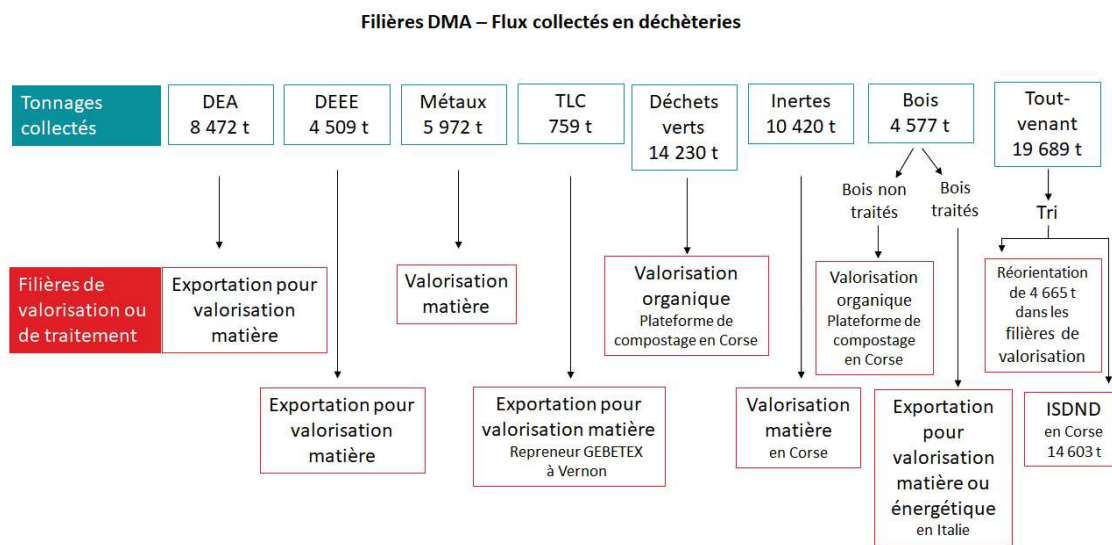 Filières DMA – Flux collectés en déchèteries
Tonnages
collectés
DEA
8 472 t
DEEE
4 509 t
Métaux
5 972 t
TLC
759 t
Déchets
verts
14 230 t
Inertes
10 420 t
Bois
4 577 t
Tout-
venant
19 689 t
Bois non
traités
Bois
traités
Tri
Filières de
valorisation ou
de traitement
Exportation pour
valorisation
matière
Valorisation
matière
Valorisation
organique
Plateforme de
compostage en Corse
Valorisation
organique
Plateforme de
compostage
en Corse
Réorientation
de 4 665 t
dans les
filières de
valorisation
Exportation pour
valorisation
matière
Exportation pour
valorisation matière
Repreneur GEBETEX
à Vernon
Valorisation
matière
en Corse
Exportation
pour
valorisation
matière ou
énergétique
en Italie
ISDND
en Corse
14 603 t